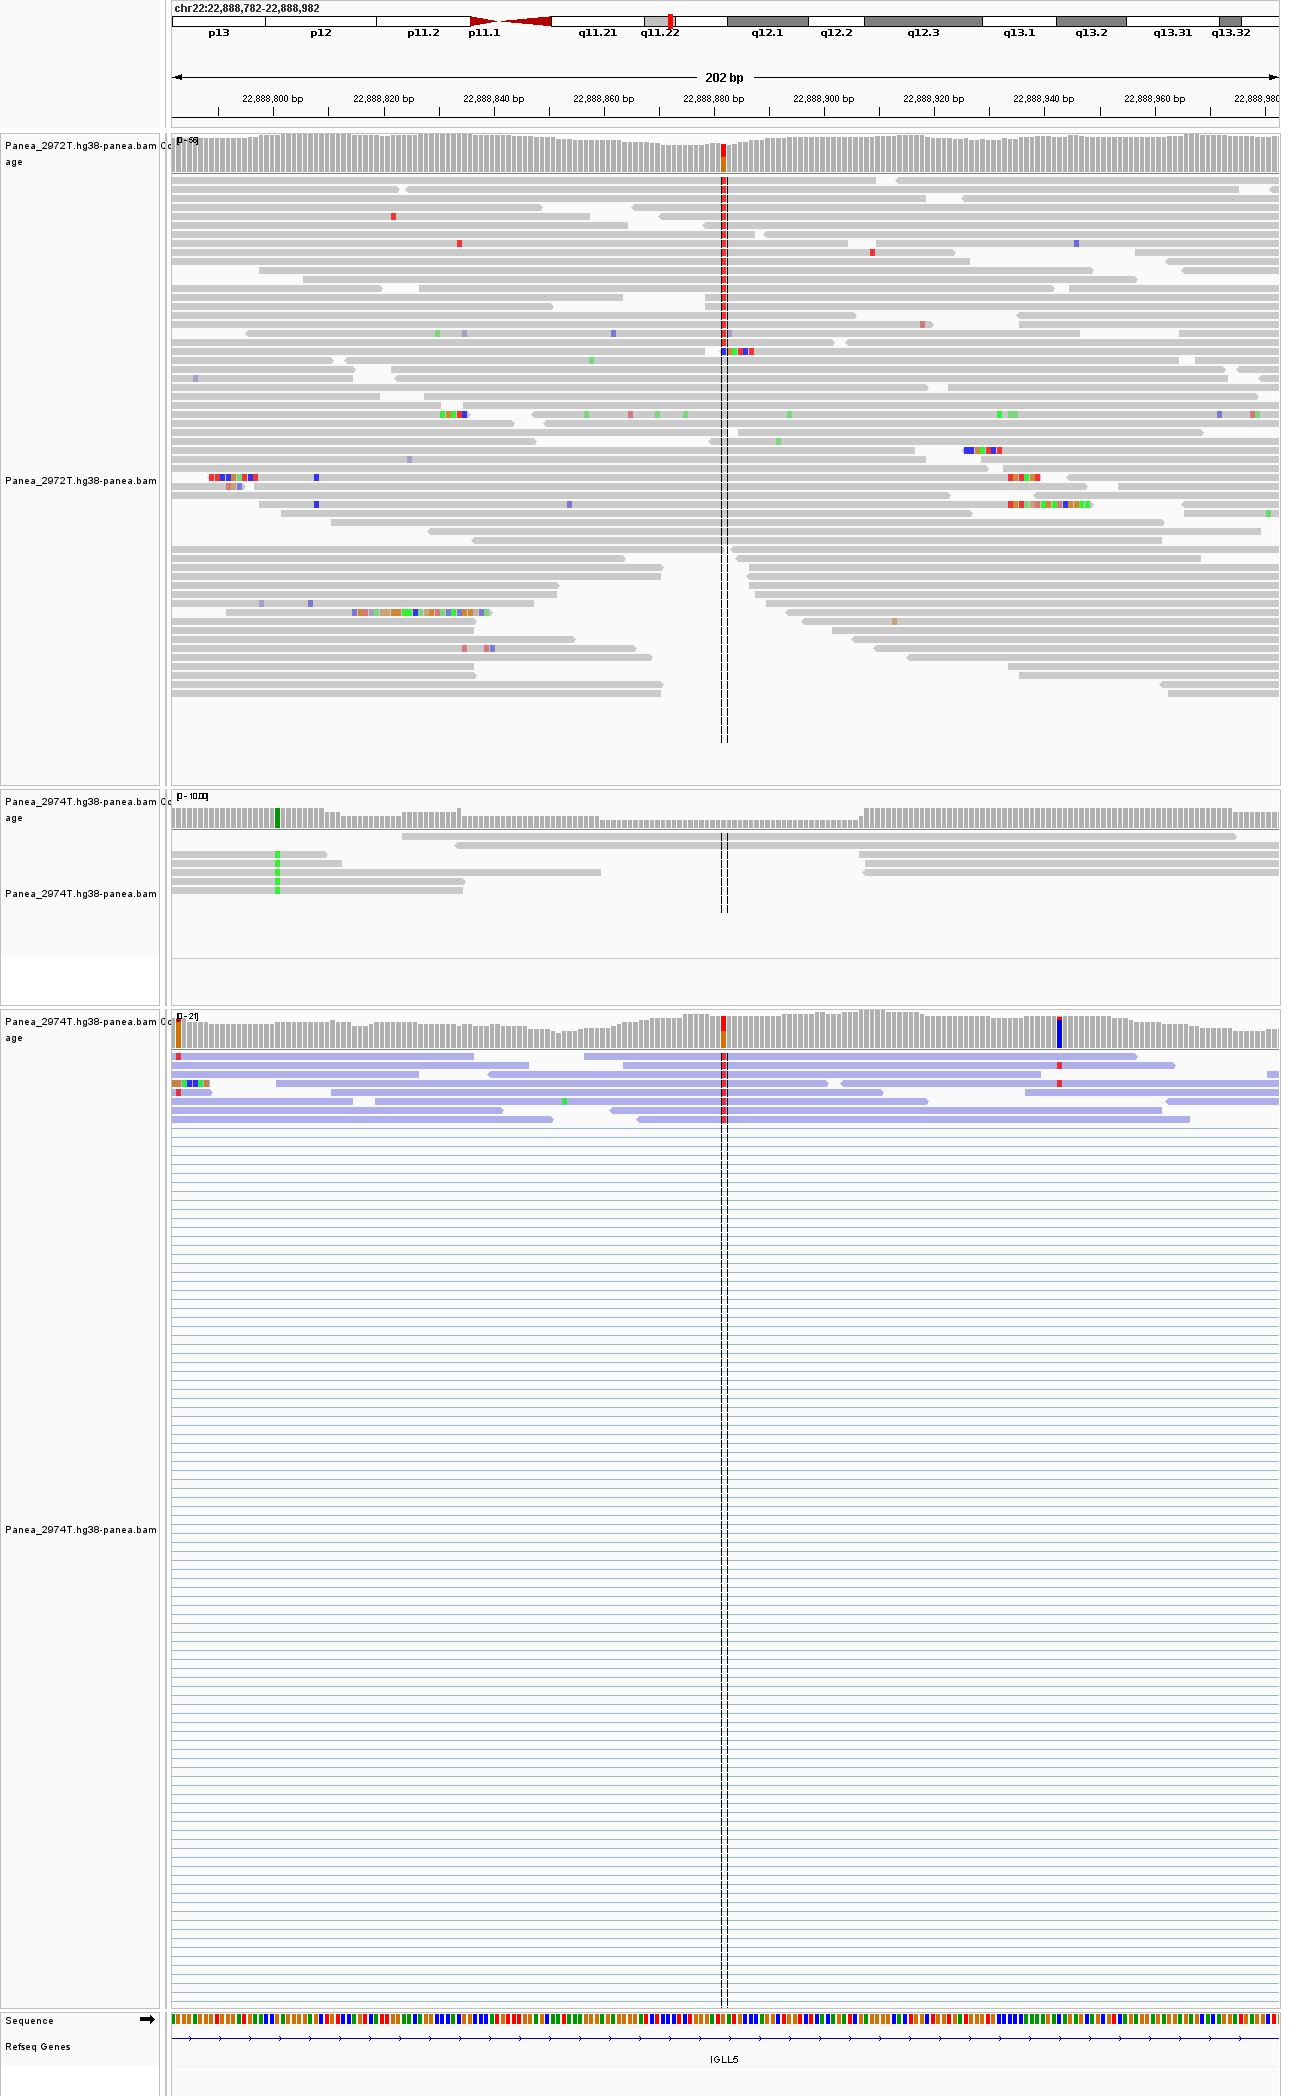 chr22:22,888,782-22,888,982
p13 p12 p11.2 p11.1 q11.21 q11.22 q12.1 q12.2 q12.3 q13.1 q13.2 q13.31 q13.32
202 bp
22,888,800 bp 22,888,820 bp 22,888,840 bp 22,888,860 bp 22,888,880 bp 22,888,900 bp 22,888,920 bp 22,888,940 bp 22,888,960 bp 22,888,980
Panea_2972T.hg38-panea.bam Co
age
[0 - 56]
Panea_2972T.hg38-panea.bam
Panea_2974T.hg38-panea.bam Co
age
[0 - 10.00]
Panea_2974T.hg38-panea.bam
Panea_2974T.hg38-panea.bam Co
age
[0 - 21]
Panea_2974T.hg38-panea.bam
Sequence
Refseq Genes
IGLL5